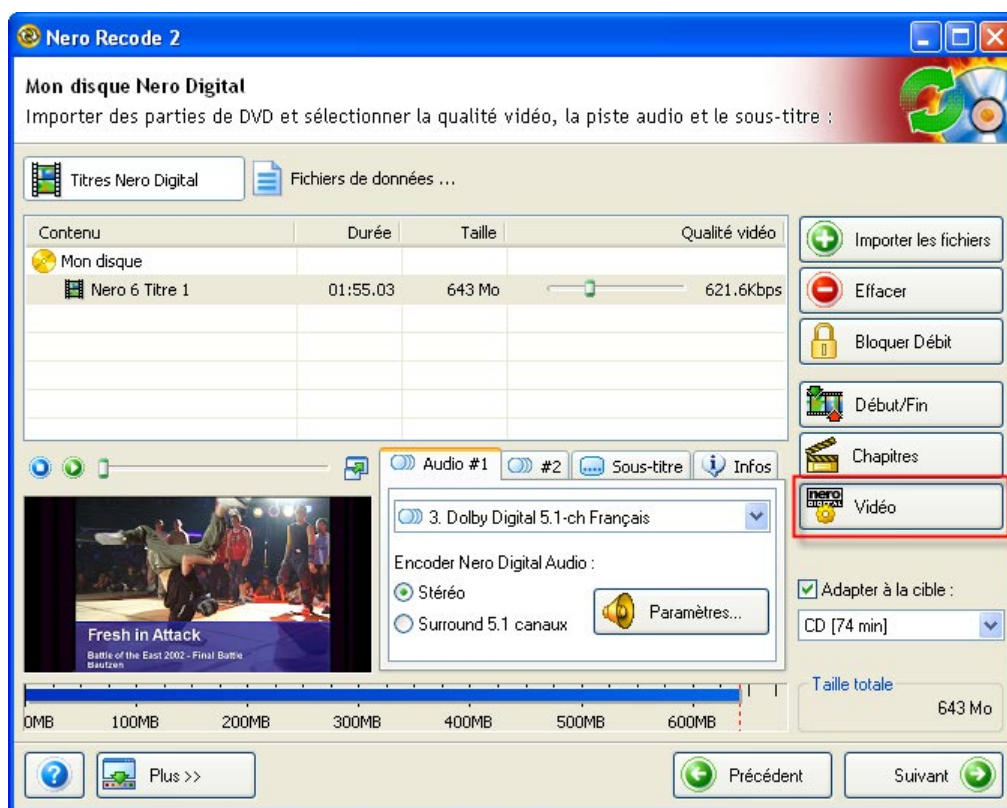 Nero Recode 2
Mon disque Nero Digital
Importer des parties de DVD et sélectionner la qualité vidéo, la piste audio et le sous-titre :
Titres Nero Digital
Fichiers de données ...
Contenu Durée Taille Qualité vidéo
Mon disque
Nero 6 Titre 1 01:55.03 643 Mo 621.6Kbps
Importer les fichiers
Effacer
Bloquer Débit
Début/Fin
Chapitres
nero DIGITAL
Vidéo
Audio #1 #2 Sous-titre Infos
3. Dolby Digital 5.1-ch Français
Encoder Nero Digital Audio :
Stéréo
Surround 5.1 canaux
Paramètres...
Fresh in Attack
Battle of the East 2002 - Final Battle
Bautzen
Adapter à la cible :
CD [74 min]
Taille totale
643 Mo
0MB 100MB 200MB 300MB 400MB 500MB 600MB
Plus >>
Précédent
Suivant